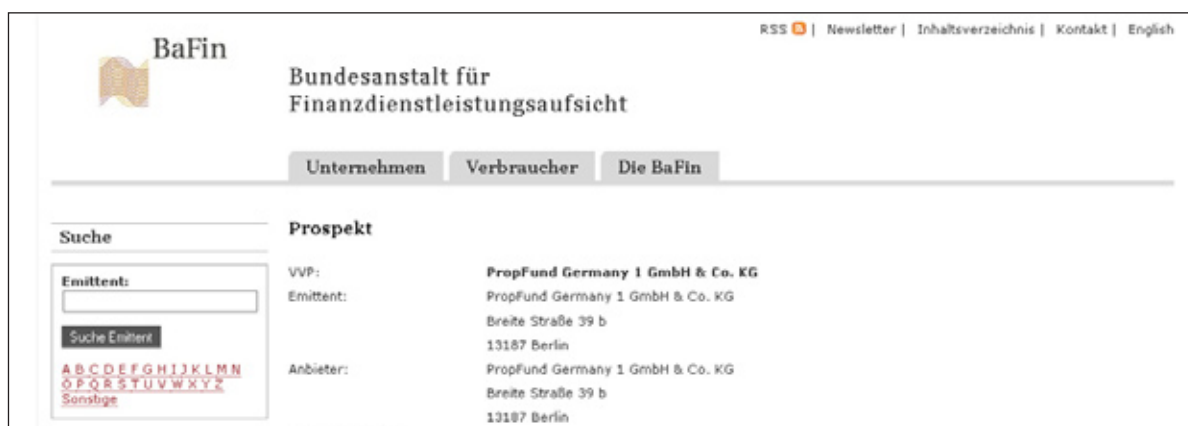 RSS | Newsletter | Inhaltsverzeichnis | Kontakt | English
BaFin
Bundesanstalt für
Finanzdienstleistungsaufsicht
Unternehmen Verbraucher Die BaFin
Suche
Emittent:
Suche Emittent
A B C D E F G H I J K L M N
O P Q R S T U V W X Y Z
Sonstige
Prospekt
VVP: PropFund Germany 1 GmbH & Co. KG
Emittent: PropFund Germany 1 GmbH & Co. KG
Breite Straße 39 b
13187 Berlin
Anbieter: PropFund Germany 1 GmbH & Co. KG
Breite Straße 39 b
13187 Berlin